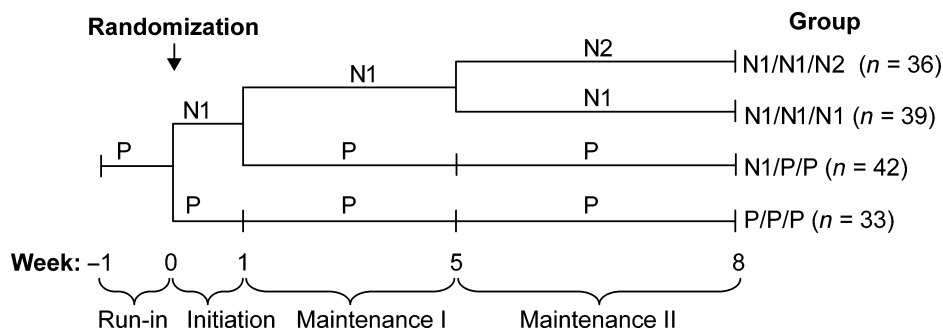 Randomization
Group
N2
N1/N1/N2 (n = 36)
N1
N1
N1/N1/N1 (n = 39)
N1
P
P
P
N1/P/P (n = 42)
P
P
P
P/P/P (n = 33)
Week: –1 0 1 5 8
Run-in Initiation Maintenance I Maintenance II